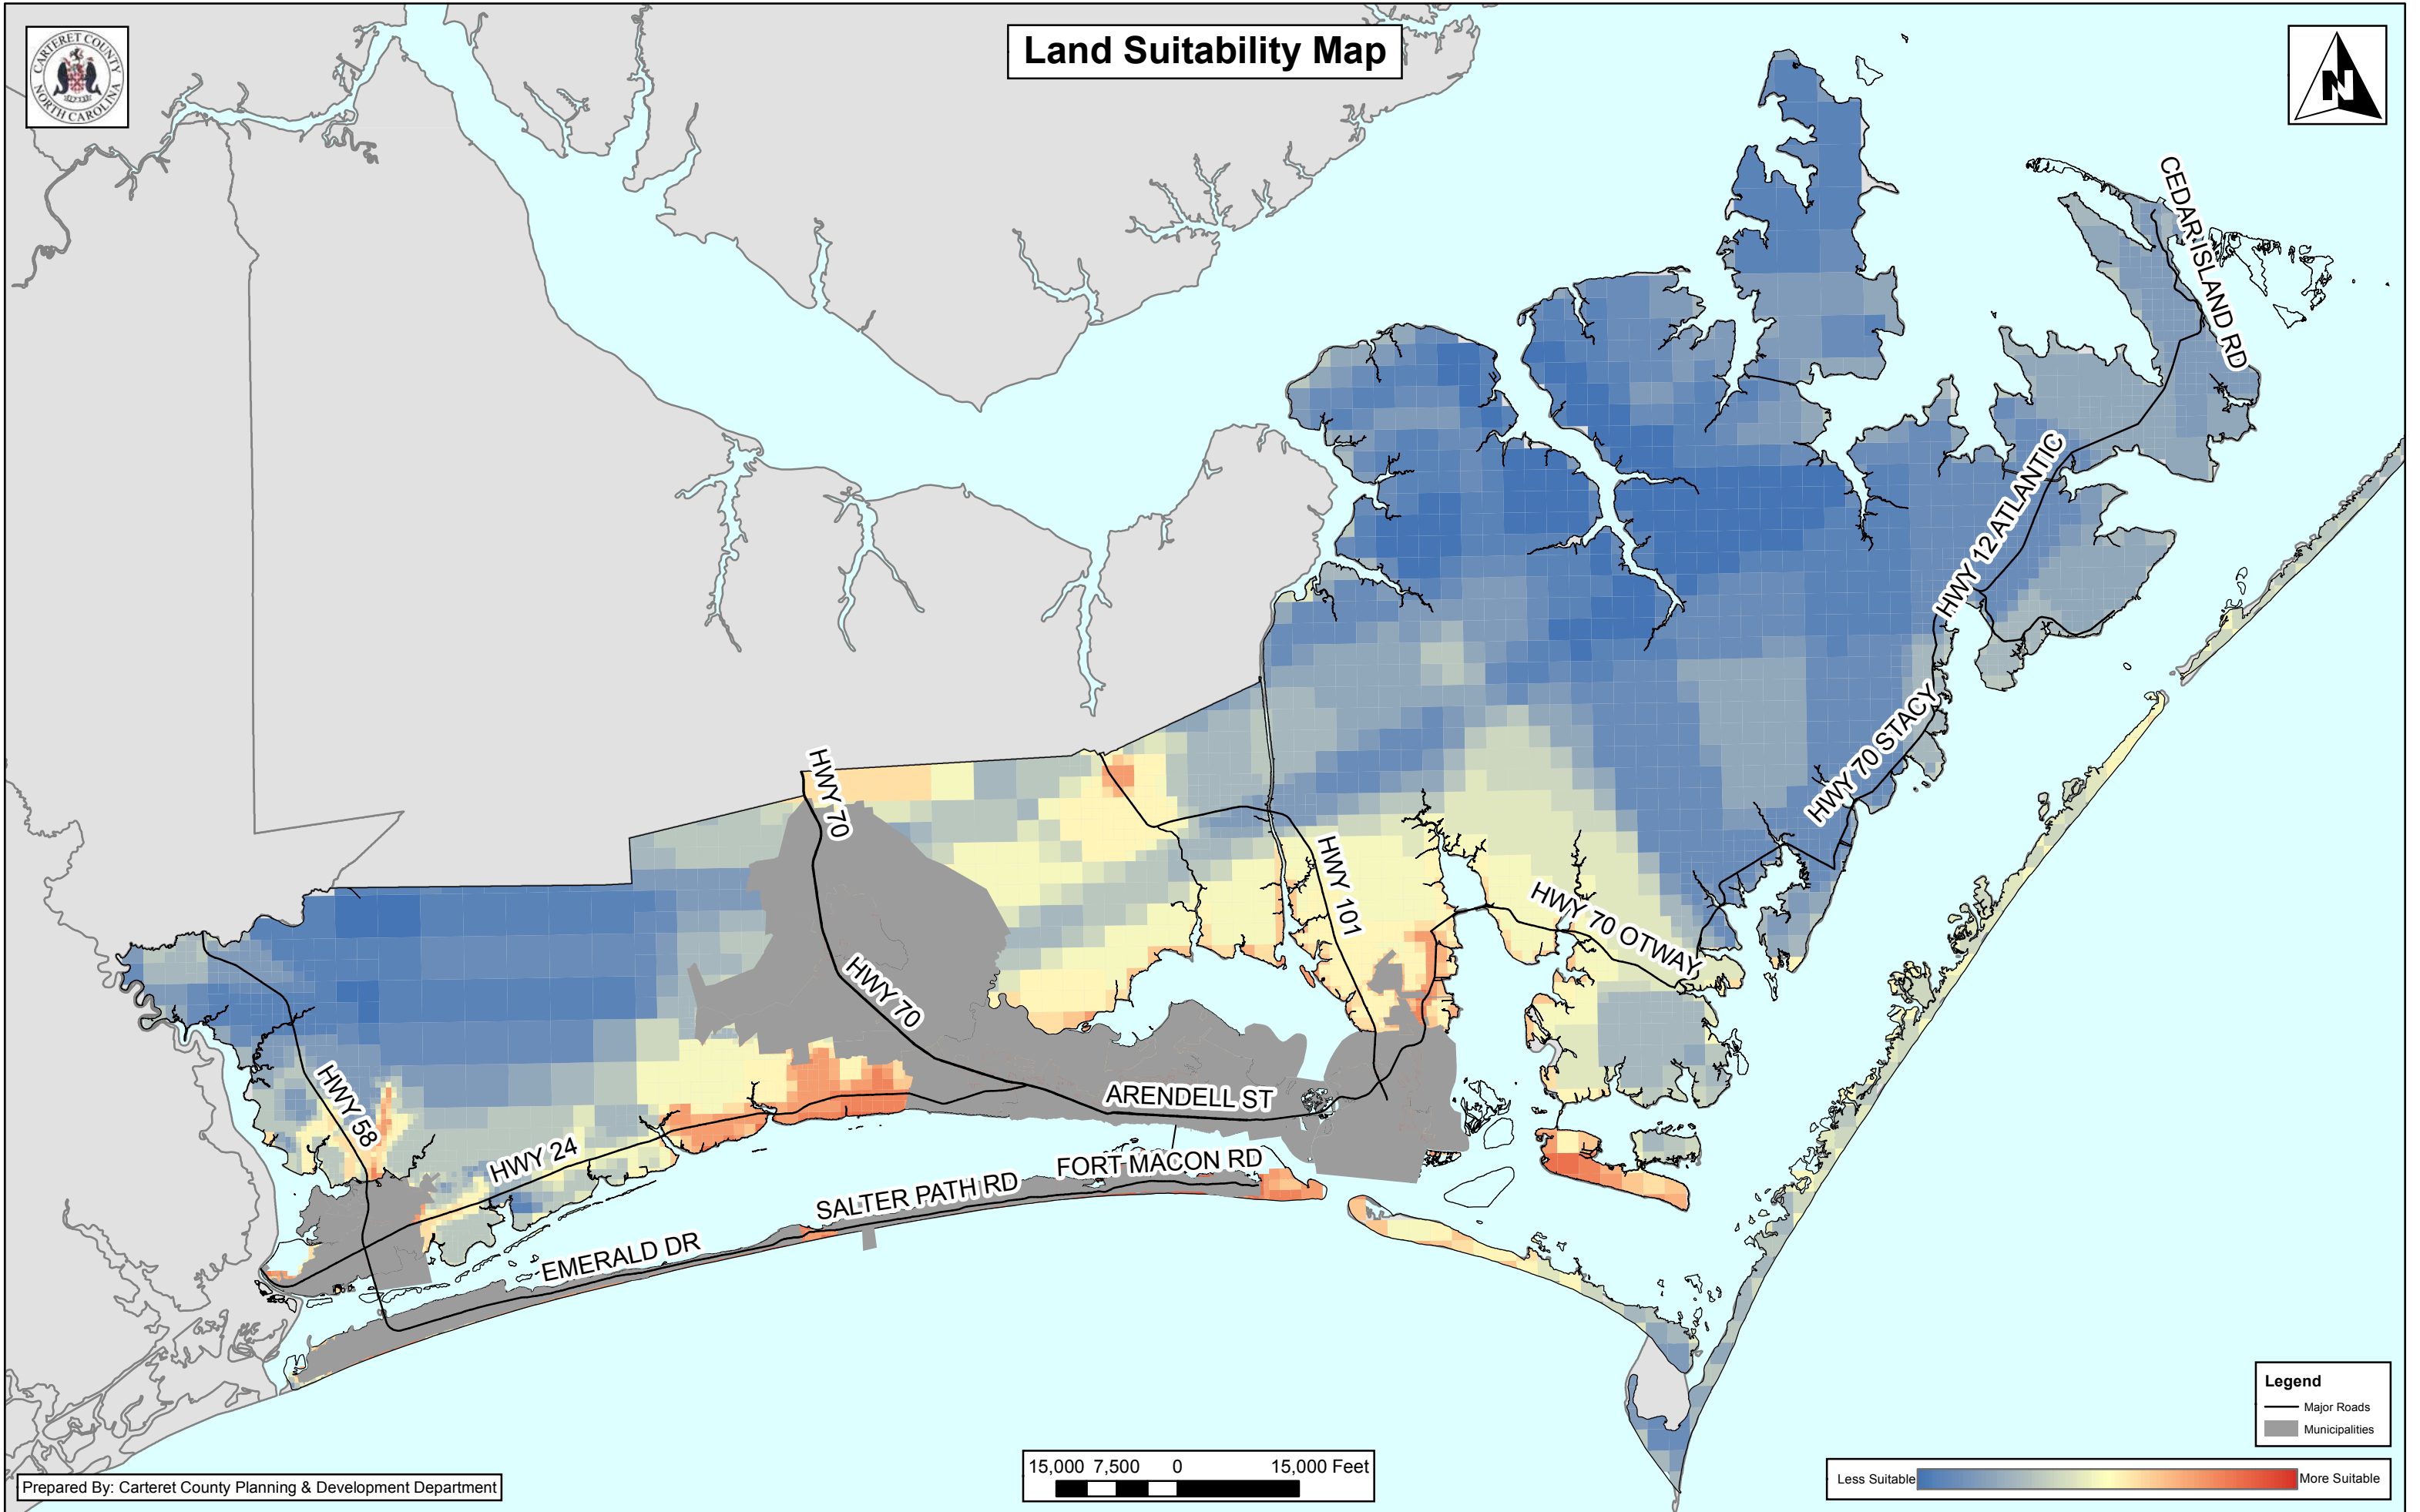 Land Suitability Map
CARTERET COUNTY
NORTH CAROLINA
N
CEDAR ISLAND RD
HWY 12 ATLANTIC
HWY 70 STACY
HWY 70
HWY 101
HWY 70 OTWAY
HWY 70
HWY 58
ARENDELL ST
HWY 24
FORT MACON RD
SALTER PATH RD
EMERALD DR
Legend
Major Roads
Municipalities
15,000 7,500 0 15,000 Feet
Less Suitable More Suitable
Prepared By: Carteret County Planning & Development Department